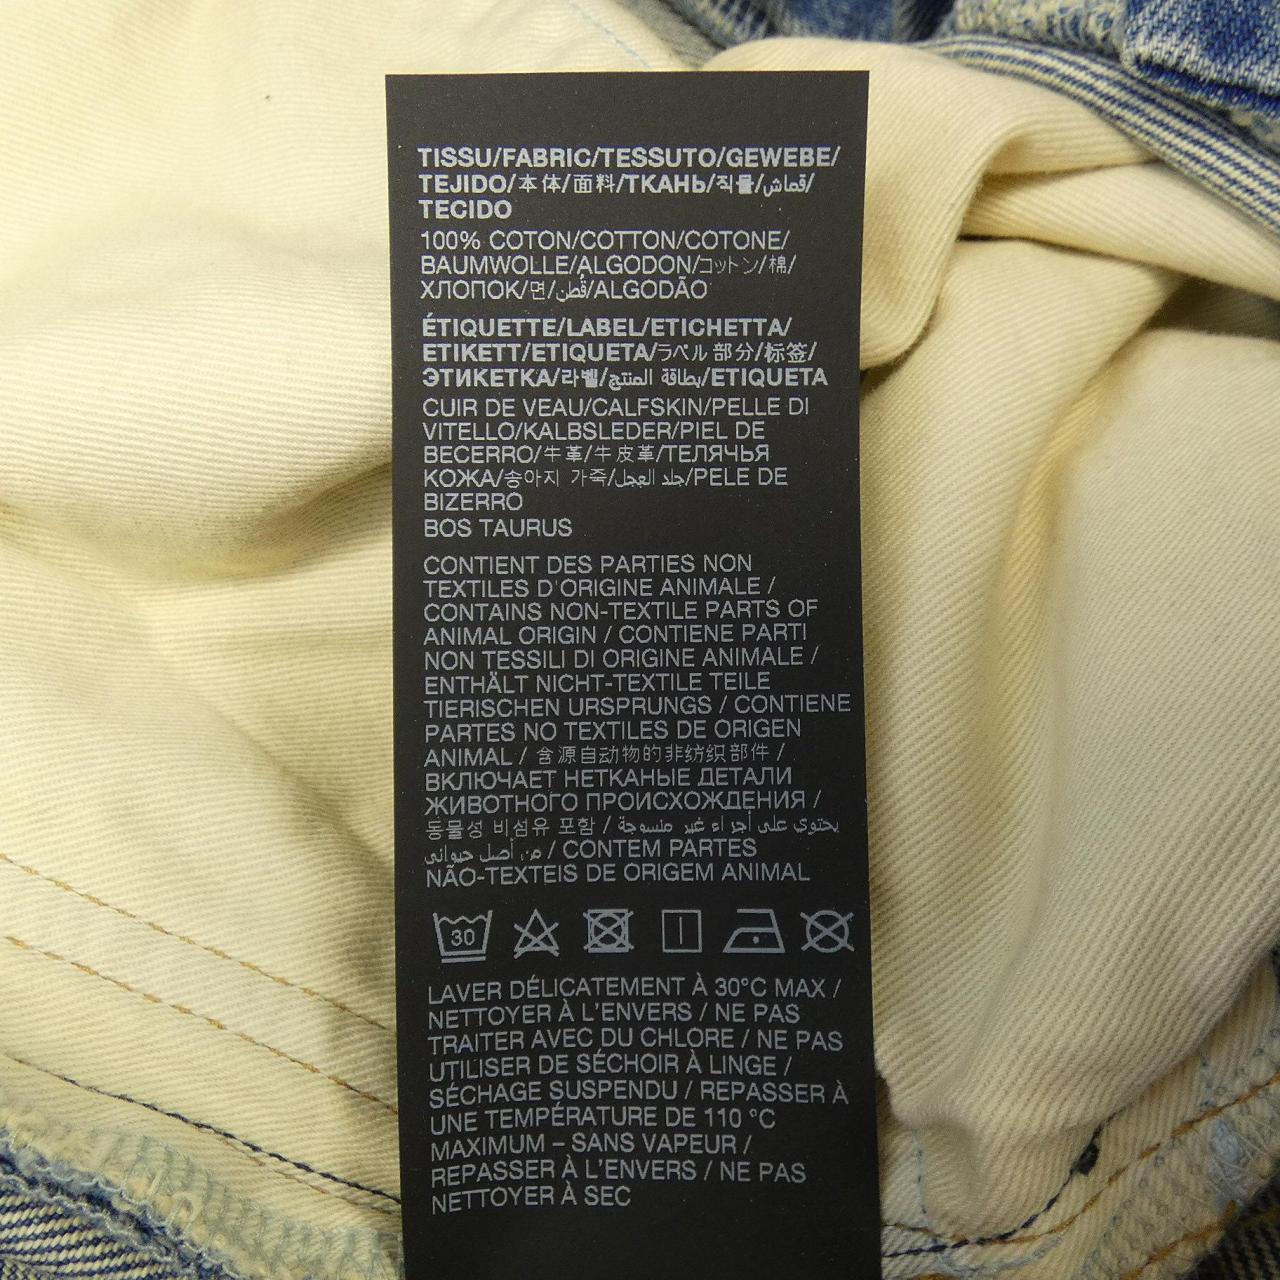 TISSU/FABRIC/TESSUTO/GEWEBE/
TEJIDO/本体/面料/ТКАНЬ/직물/قماش/
TECIDO
100% COTON/COTTON/COTONE/
BAUMWOLLE/ALGODON/コットン/棉/
ХЛОПОК/면/قُطن/ALGODÃO
ÉTIQUETTE/LABEL/ETICHETTA/
ETIKETT/ETIQUETA/ラベル部分/标签/
ЭТИКЕТКА/라벨/بطاقة المنتج/ETIQUETA
CUIR DE VEAU/CALFSKIN/PELLE DI
VITELLO/KALBSLEDER/PIEL DE
BECERRO/牛革/牛皮革/ТЕЛЯЧЬЯ
КОЖА/송아지 가죽/جلد العجل/PELE DE
BIZERRO
BOS TAURUS
CONTIENT DES PARTIES NON
TEXTILES D'ORIGINE ANIMALE /
CONTAINS NON-TEXTILE PARTS OF
ANIMAL ORIGIN / CONTIENE PARTI
NON TESSILI DI ORIGINE ANIMALE /
ENTHÄLT NICHT-TEXTILE TEILE
TIERISCHEN URSPRUNGS / CONTIENE
PARTES NO TEXTILES DE ORIGEN
ANIMAL / 含源自动物的非纺织部件 /
ВКЛЮЧАЕТ НЕТКАНЫЕ ДЕТАЛИ
ЖИВОТНОГО ПРОИСХОЖДЕНИЯ /
동물성 비섬유 포함 / يحتوي على أجزاء غير منسوجة
من أصل حيواني / CONTEM PARTES
NÃO-TEXTEIS DE ORIGEM ANIMAL
30
LAVER DÉLICATEMENT À 30°C MAX /
NETTOYER À L'ENVERS / NE PAS
TRAITER AVEC DU CHLORE / NE PAS
UTILISER DE SÉCHOIR À LINGE /
SÉCHAGE SUSPENDU / REPASSER À
UNE TEMPÉRATURE DE 110 °C
MAXIMUM – SANS VAPEUR /
REPASSER À L'ENVERS / NE PAS
NETTOYER À SEC